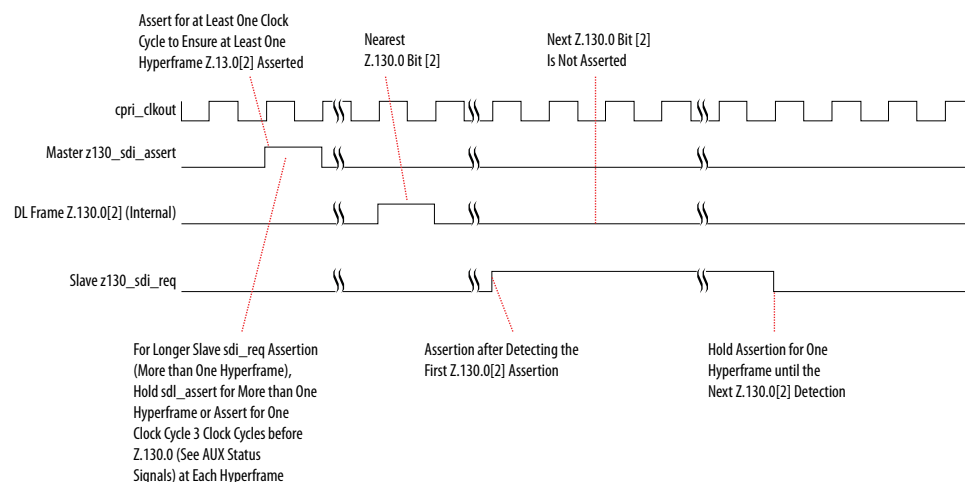 Assert for at Least One Clock
Cycle to Ensure at Least One
Hyperframe Z.13.0[2] Asserted
Nearest
Z.130.0 Bit [2]
Next Z.130.0 Bit [2]
Is Not Asserted
cpri_clkout
Master z130_sdi_assert
DL Frame Z.130.0[2] (Internal)
Slave z130_sdi_req
For Longer Slave sdi_req Assertion
(More than One Hyperframe),
Hold sdl_assert for More than One
Hyperframe or Assert for One
Clock Cycle 3 Clock Cycles before
Z.130.0 (See AUX Status
Signals) at Each Hyperframe
Assertion after Detecting the
First Z.130.0[2] Assertion
Hold Assertion for One
Hyperframe until the
Next Z.130.0[2] Detection